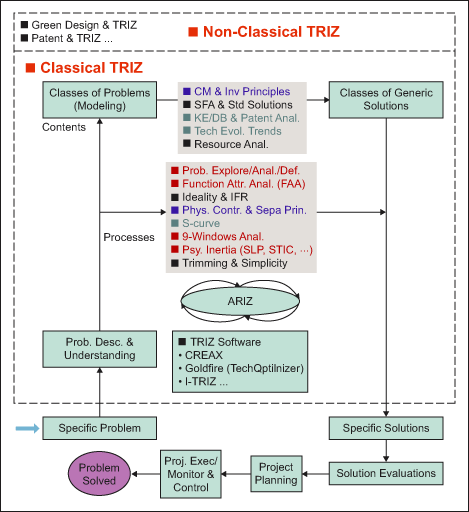 ■ Green Design & TRIZ
■ Patent & TRIZ ...
■ Non-Classical TRIZ
■ Classical TRIZ
Classes of Problems
(Modeling)
■ CM & Inv Principles
■ SFA & Std Solutions
■ KE/DB & Patent Anal.
■ Tech Evol. Trends
■ Resource Anal.
Classes of Generic
Solutions
Contents
■ Prob. Explore/Anal./Def.
■ Function Attr. Anal. (FAA)
■ Ideality & IFR
■ Phys. Contr. & Sepa Prin.
■ S-curve
■ 9-Windows Anal.
■ Psy. Inertia (SLP, STIC, ···)
■ Trimming & Simplicity
Processes
ARIZ
Prob. Desc. &
Understanding
■ TRIZ Software
• CREAX
• Goldfire (TechQptilnizer)
• I-TRIZ ...
Specific Problem
Specific Solutions
Problem
Solved
Proj. Exec/
Monitor &
Control
Project
Planning
Solution Evaluations